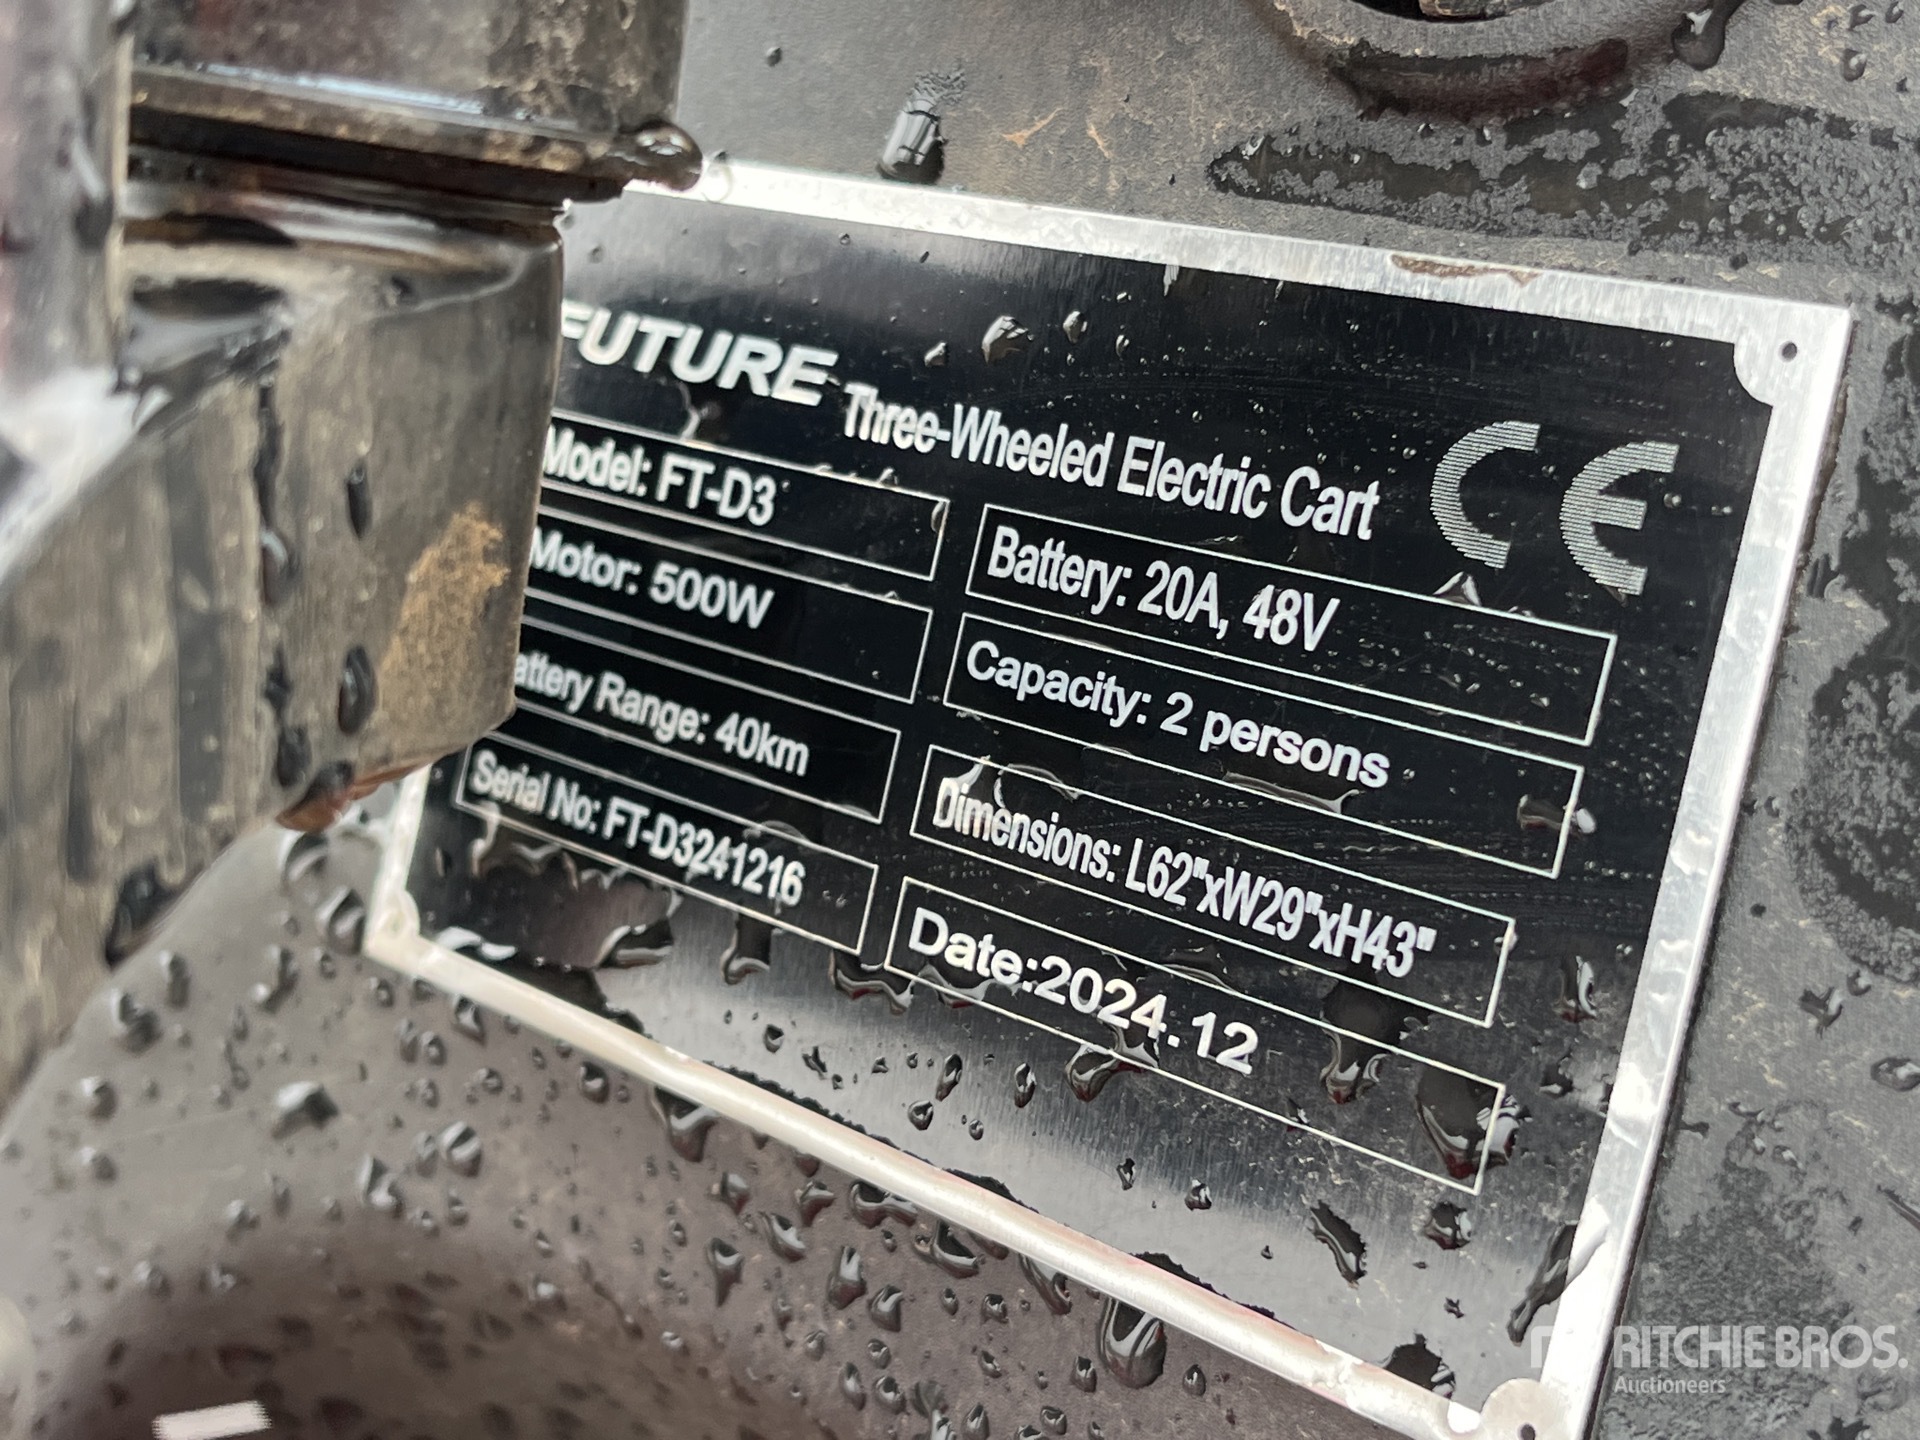 FUTURE Three-Wheeled Electric Cart CE
Model: FT-D3
Battery: 20A, 48V
Motor: 500W
Capacity: 2 persons
Battery Range: 40km
Dimensions: L62"xW29"xH43"
Serial No: FT-D3241216
Date:2024.12
RITCHIE BROS.
Auctioneers